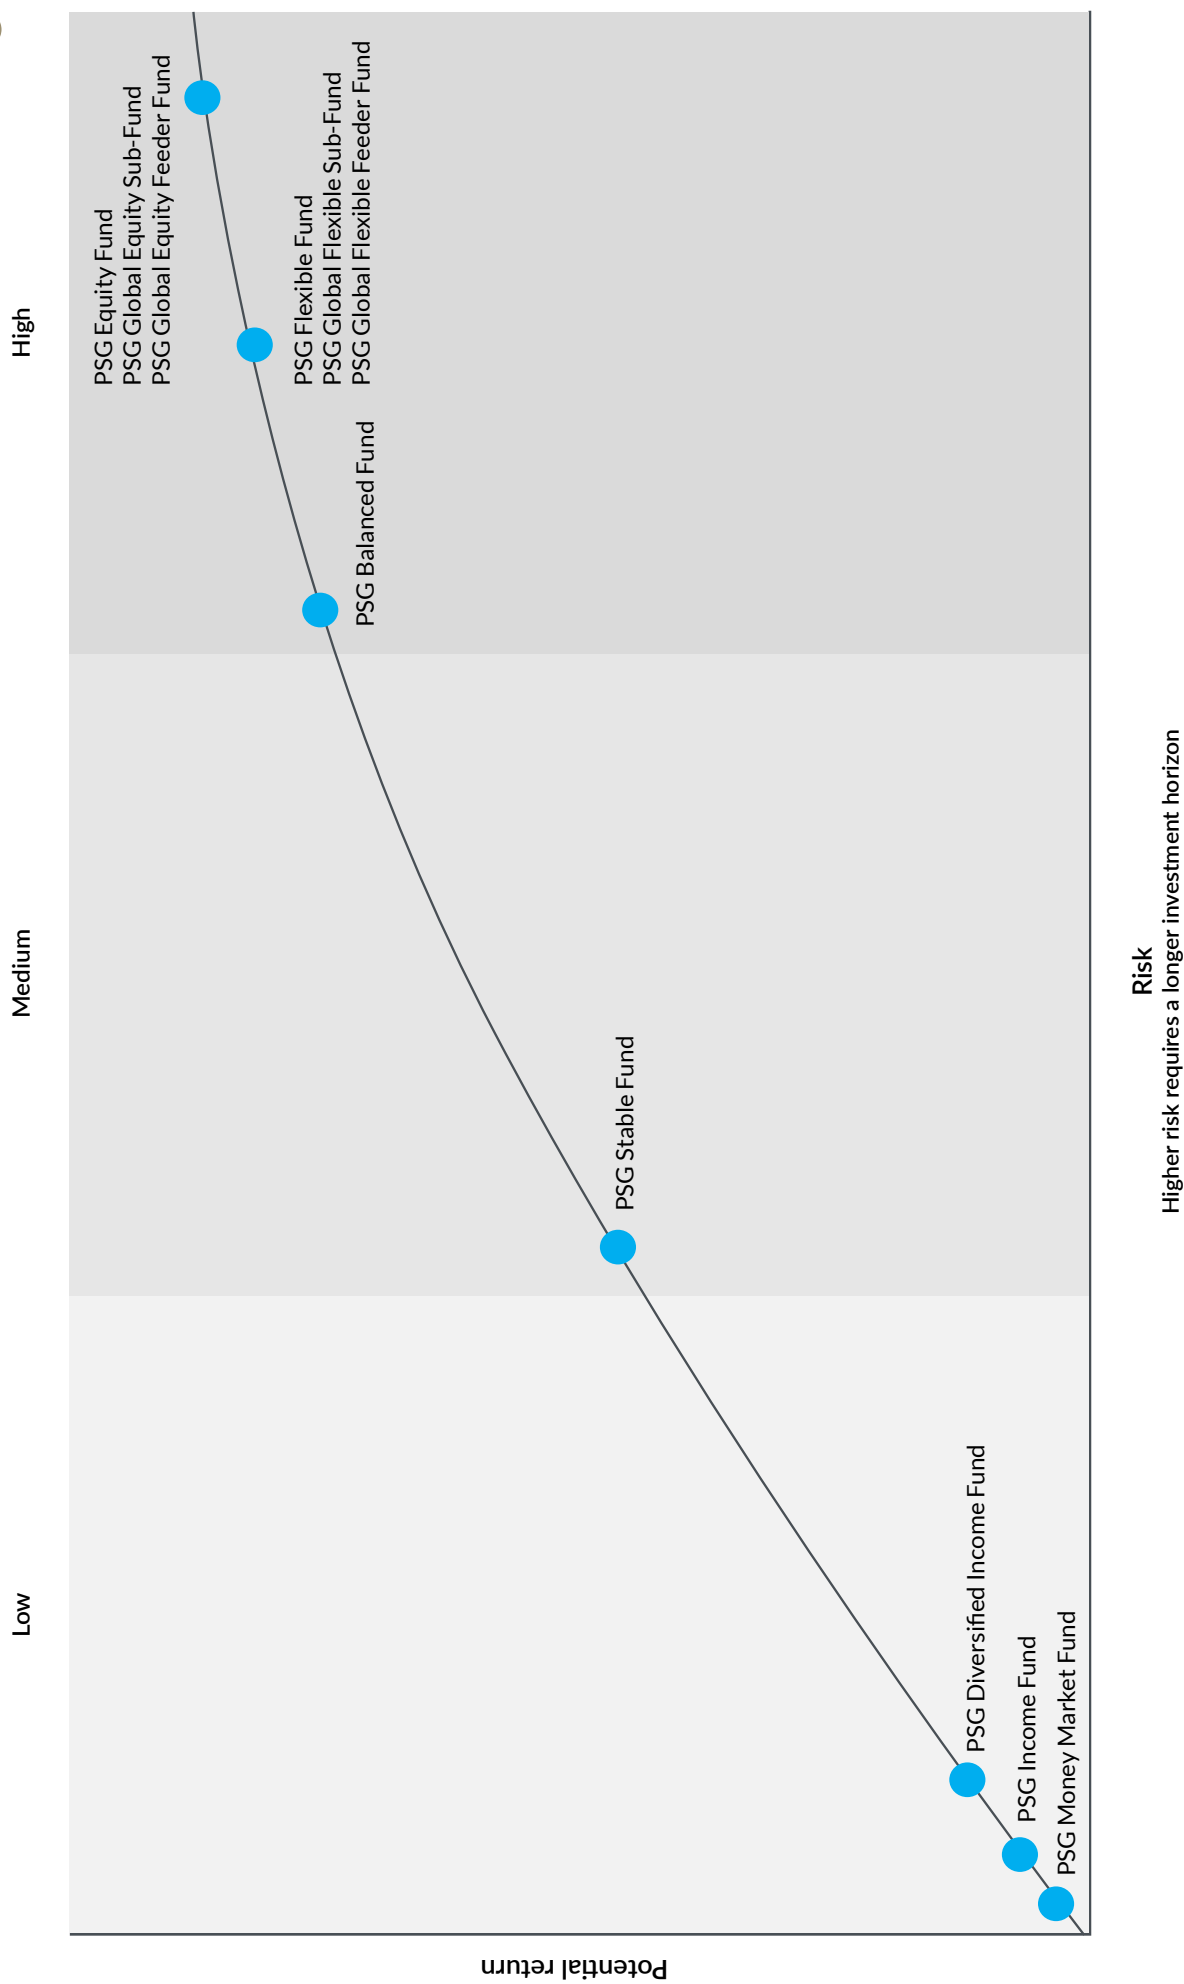 Low
Medium
High
Potential return
PSG Equity Fund
PSG Global Equity Sub-Fund
PSG Global Equity Feeder Fund
PSG Flexible Fund
PSG Global Flexible Sub-Fund
PSG Global Flexible Feeder Fund
PSG Balanced Fund
PSG Stable Fund
PSG Diversified Income Fund
PSG Income Fund
PSG Money Market Fund
Risk
Higher risk requires a longer investment horizon